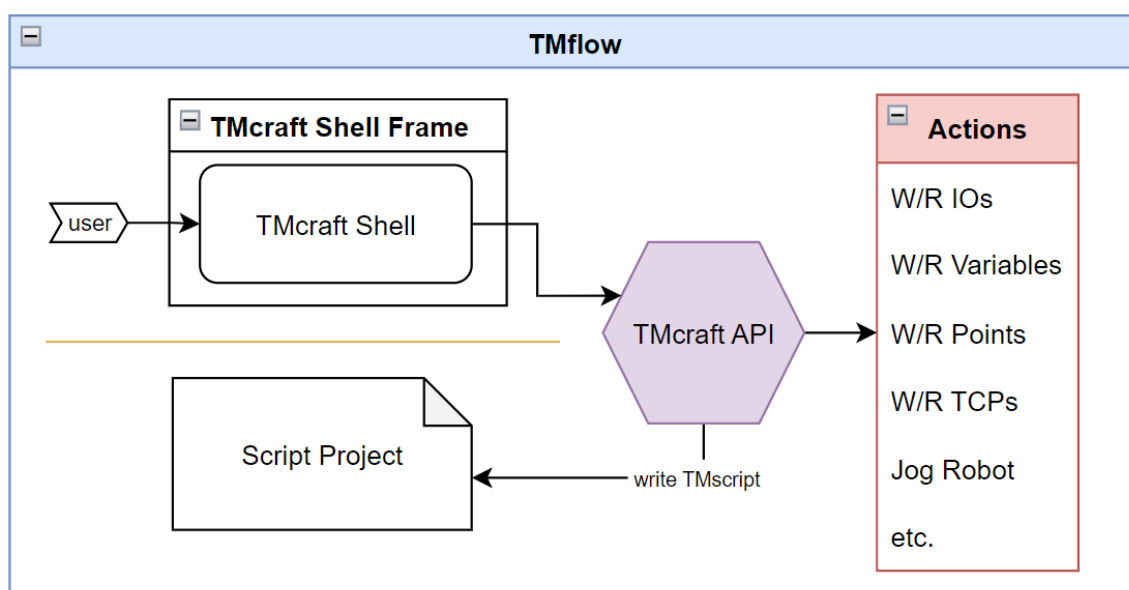 TMflow
TMcraft Shell Frame
user
TMcraft Shell
TMcraft API
Actions
W/R IOs
W/R Variables
W/R Points
W/R TCPs
Jog Robot
etc.
Script Project
write TMscript